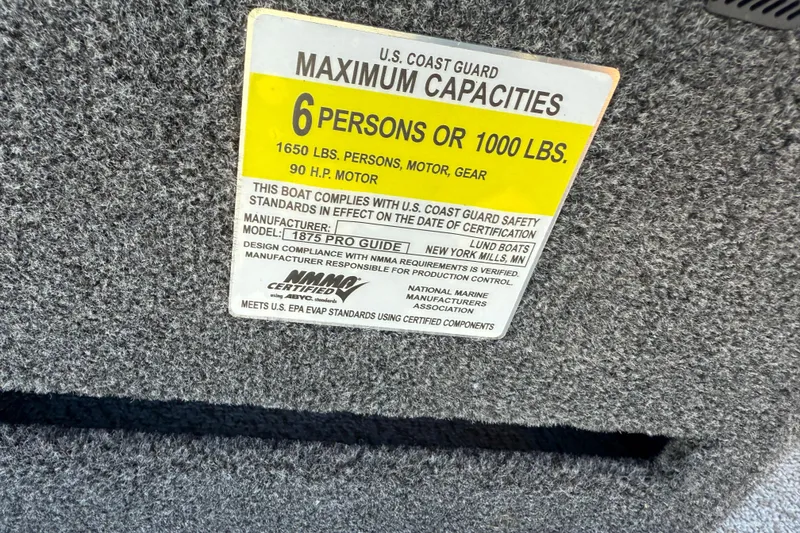 U.S. COAST GUARD
MAXIMUM CAPACITIES
6 PERSONS OR 1000 LBS.
1650 LBS. PERSONS, MOTOR, GEAR
90 H.P. MOTOR
THIS BOAT COMPLIES WITH U.S. COAST GUARD SAFETY
STANDARDS IN EFFECT ON THE DATE OF CERTIFICATION
MANUFACTURER: LUND BOATS
MODEL: 1875 PRO GUIDE NEW YORK MILLS, MN
DESIGN COMPLIANCE WITH NMMA REQUIREMENTS IS VERIFIED.
MANUFACTURER RESPONSIBLE FOR PRODUCTION CONTROL.
NMMA
CERTIFIED
using ABYC. standards
NATIONAL MARINE
MANUFACTURERS
ASSOCIATION
MEETS U.S. EPA EVAP STANDARDS USING CERTIFIED COMPONENTS